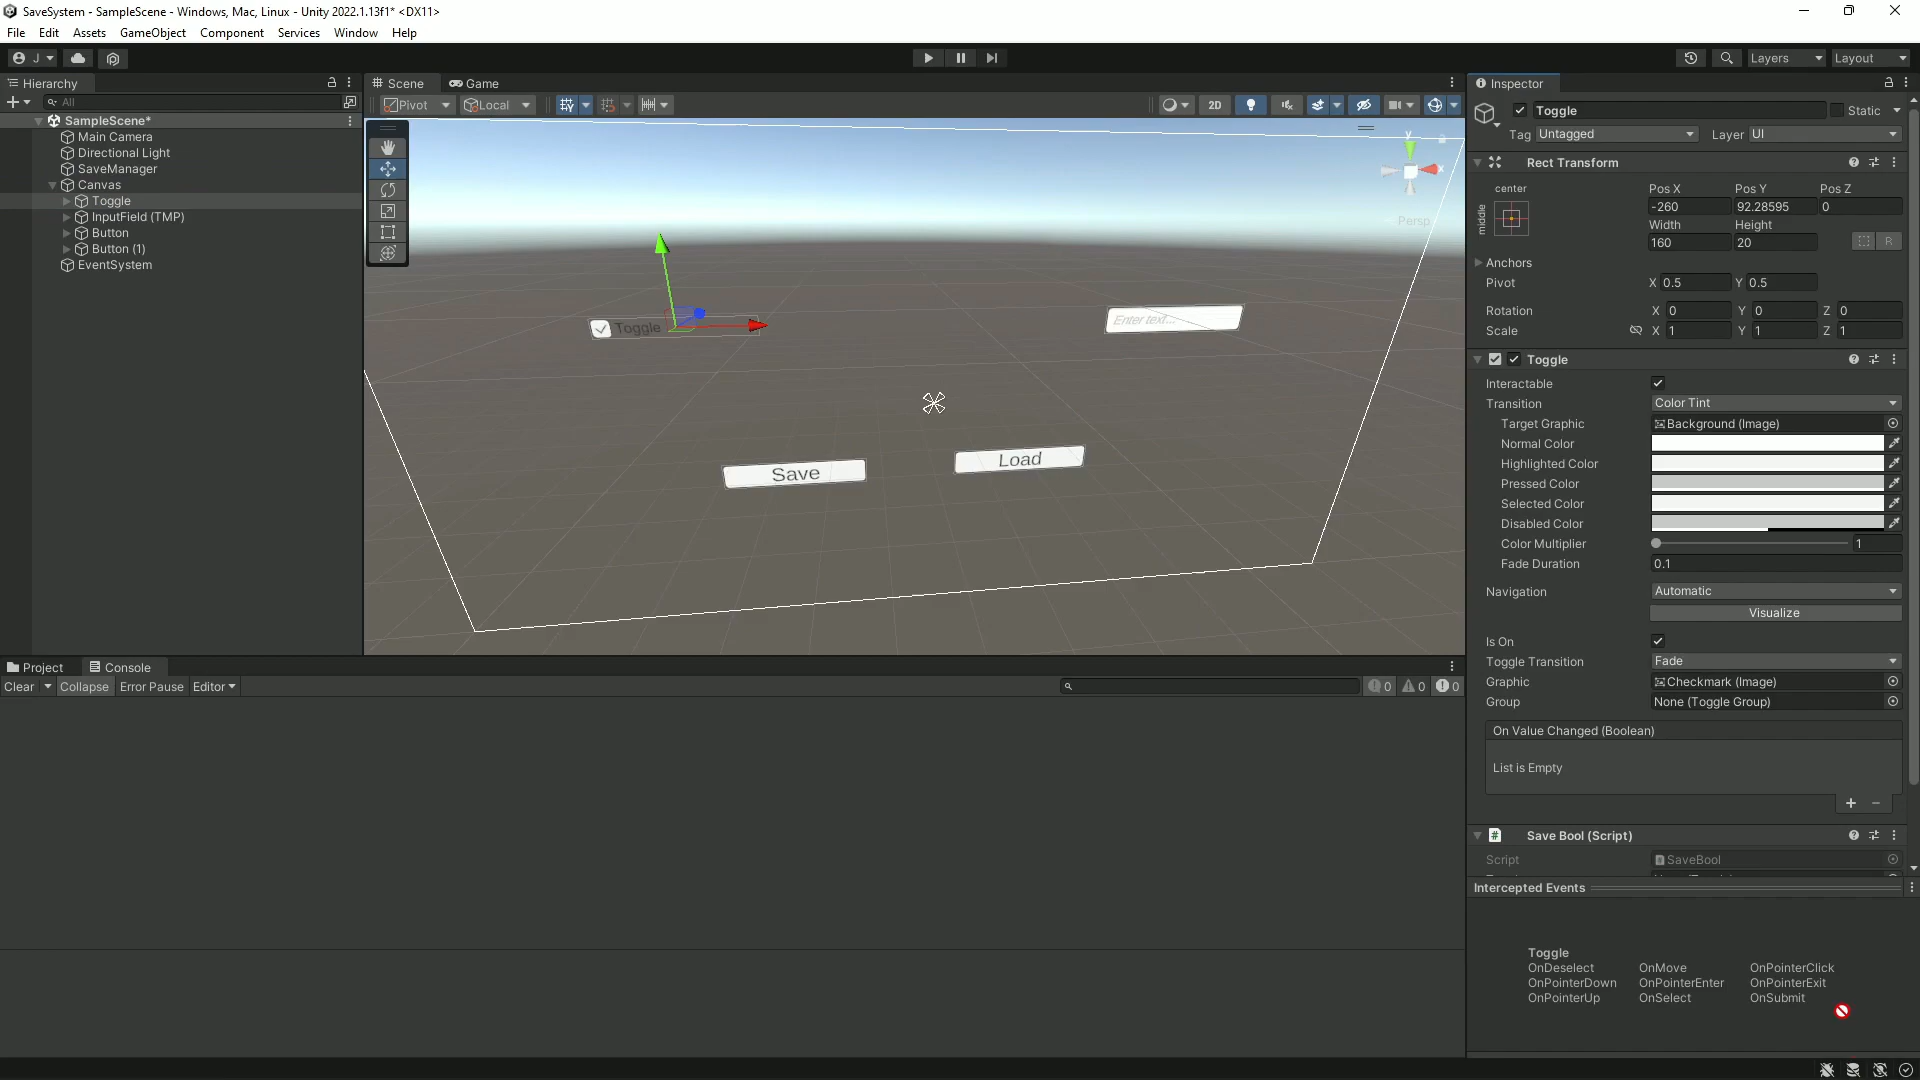 SaveSystem - SampleScene - Windows, Mac, Linux - Unity 2022.1.13f1* <DX11>
File Edit Assets GameObject Component Services Window Help
J
Layers
Layout
Hierarchy
All
SampleScene*
Main Camera
Directional Light
SaveManager
Canvas
Toggle
InputField (TMP)
Button
Button (1)
EventSystem
Scene
Game
Pivot
Local
2D
y
x
Persp
Toggle
Enter text...
Save
Load
Project
Console
Clear
Collapse
Error Pause
Editor
0
0
0
Inspector
Toggle
Static
Tag Untagged
Layer UI
Rect Transform
center
middle
Pos X Pos Y Pos Z
-260 92.28595 0
Width Height
160 20
R
Anchors
Pivot X 0.5 Y 0.5
Rotation X 0 Y 0 Z 0
Scale X 1 Y 1 Z 1
Toggle
Interactable
Transition Color Tint
Target Graphic Background (Image)
Normal Color
Highlighted Color
Pressed Color
Selected Color
Disabled Color
Color Multiplier 1
Fade Duration 0.1
Navigation Automatic
Visualize
Is On
Toggle Transition Fade
Graphic Checkmark (Image)
Group None (Toggle Group)
On Value Changed (Boolean)
List is Empty
+ -
# Save Bool (Script)
Script SaveBool
Intercepted Events
Toggle
OnDeselect OnMove OnPointerClick
OnPointerDown OnPointerEnter OnPointerExit
OnPointerUp OnSelect OnSubmit